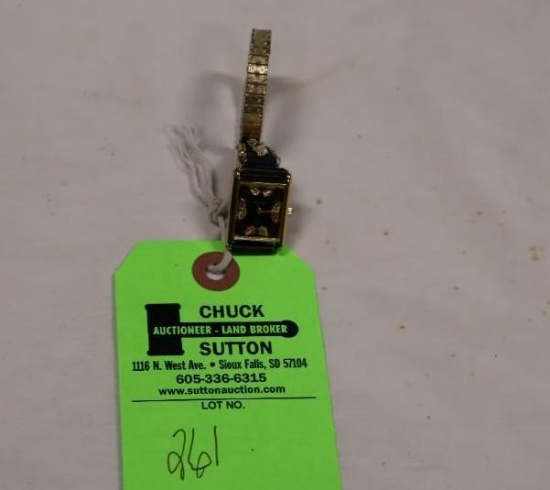 CHUCK
AUCTIONEER - LAND BROKER
SUTTON
1116 N. West Ave. • Sioux Falls, SD 57104
605-336-6315
www.suttonauction.com
LOT NO.
261